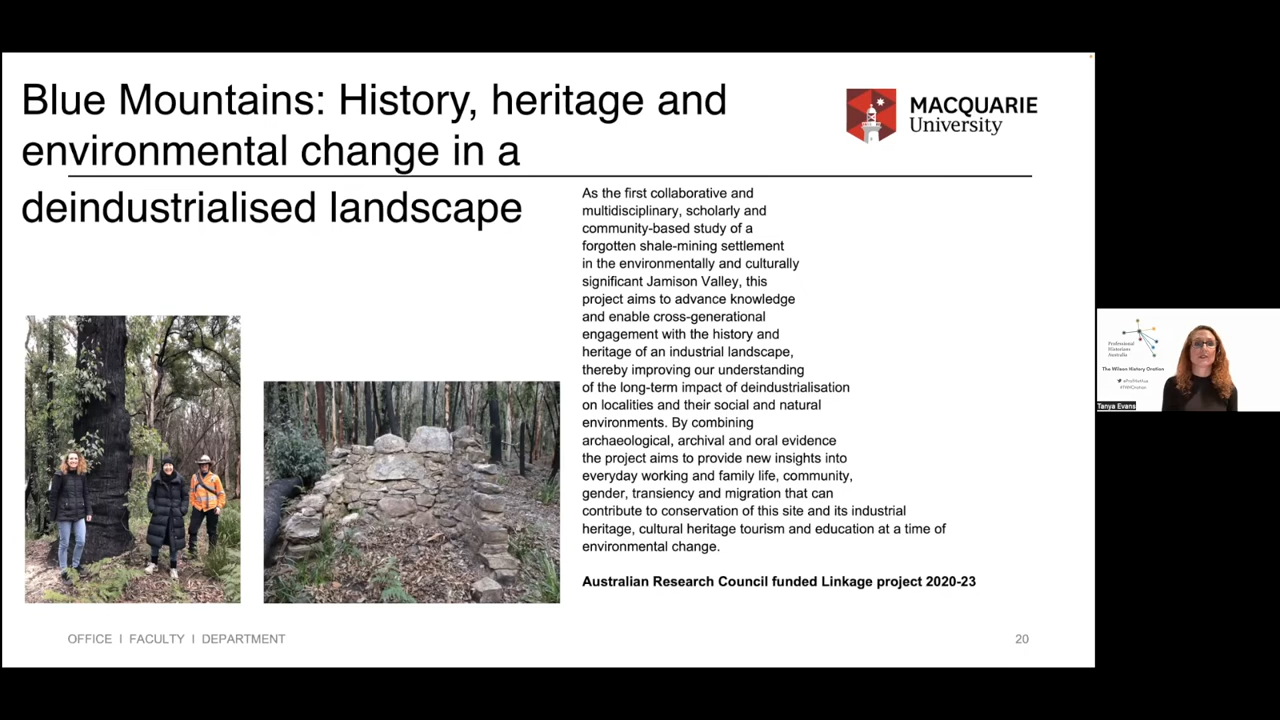 Blue Mountains: History, heritage and
environmental change in a
deindustrialised landscape
MACQUARIE
University
As the first collaborative and
multidisciplinary, scholarly and
community-based study of a
forgotten shale-mining settlement
in the environmentally and culturally
significant Jamison Valley, this
project aims to advance knowledge
and enable cross-generational
engagement with the history and
heritage of an industrial landscape,
thereby improving our understanding
of the long-term impact of deindustrialisation
on localities and their social and natural
environments. By combining
archaeological, archival and oral evidence
the project aims to provide new insights into
everyday working and family life, community,
gender, transiency and migration that can
contribute to conservation of this site and its industrial
heritage, cultural heritage tourism and education at a time of
environmental change.
Australian Research Council funded Linkage project 2020-23
OFFICE I FACULTY I DEPARTMENT
20
Professional
Historians
Australia
The Wilson History Oration
Tanya Evans